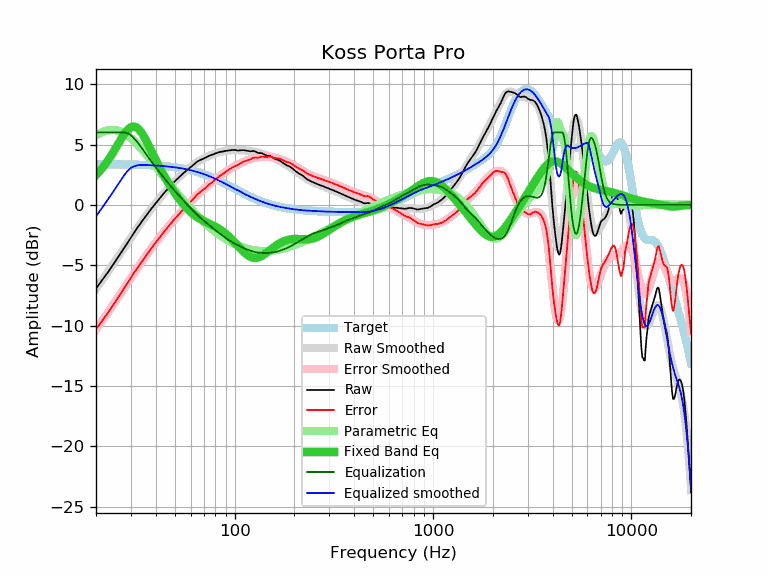 Koss Porta Pro
Amplitude (dBr)
10
5
0
−5
−10
−15
−20
−25
Target
Raw Smoothed
Error Smoothed
Raw
Error
Parametric Eq
Fixed Band Eq
Equalization
Equalized smoothed
100
1000
10000
Frequency (Hz)